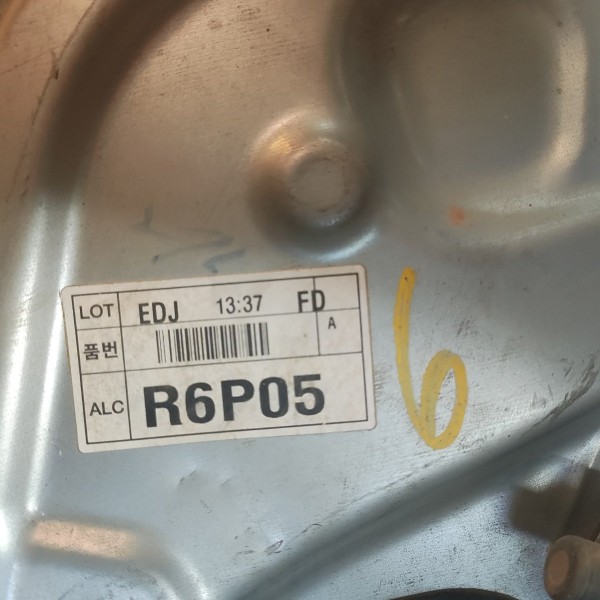 LOT EDJ 13:37 FD
품번 A
ALC R6P05
6